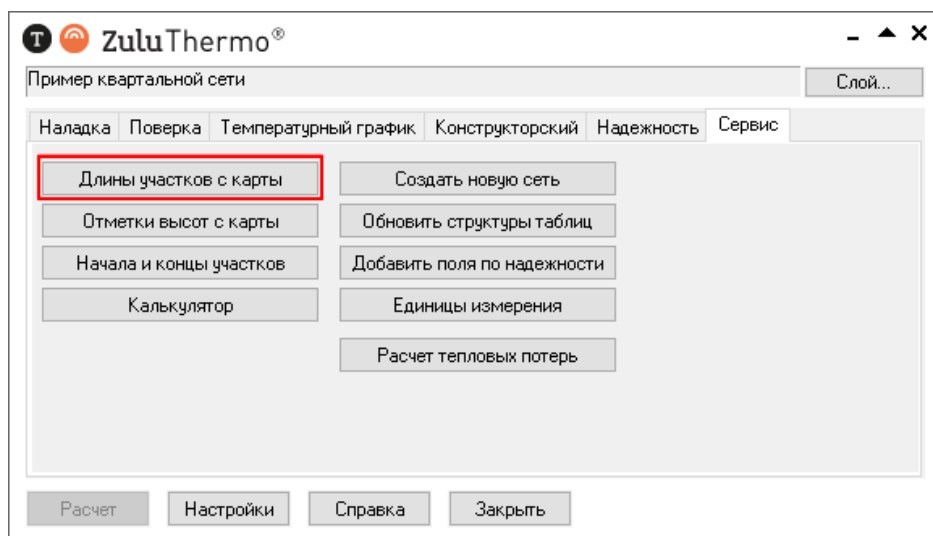 T ZuluThermo®
Пример квартальной сети
Слой...
Наладка Поверка Температурный график Конструкторский Надежность Сервис
Длины участков с карты Создать новую сеть
Отметки высот с карты Обновить структуры таблиц
Начала и концы участков Добавить поля по надежности
Калькулятор Единицы измерения
Расчет тепловых потерь
Расчет Настройки Справка Закрыть